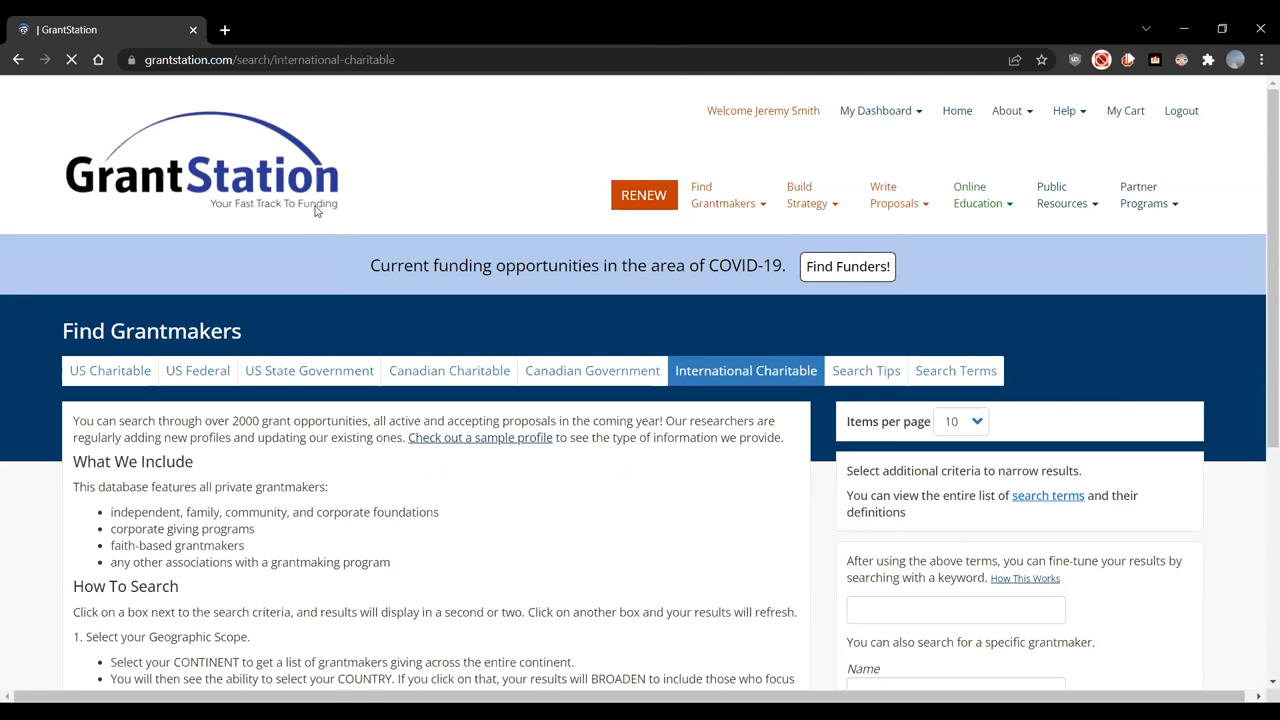 | GrantStation
grantstation.com/search/international-charitable
Welcome Jeremy Smith My Dashboard Home About Help My Cart Logout
GrantStation
Your Fast Track To Funding
RENEW
Find Grantmakers
Build Strategy
Write Proposals
Online Education
Public Resources
Partner Programs
Current funding opportunities in the area of COVID-19. Find Funders!
Find Grantmakers
US Charitable US Federal US State Government Canadian Charitable Canadian Government International Charitable Search Tips Search Terms
You can search through over 2000 grant opportunities, all active and accepting proposals in the coming year! Our researchers are
regularly adding new profiles and updating our existing ones. Check out a sample profile to see the type of information we provide.
What We Include
This database features all private grantmakers:
independent, family, community, and corporate foundations
corporate giving programs
faith-based grantmakers
any other associations with a grantmaking program
How To Search
Click on a box next to the search criteria, and results will display in a second or two. Click on another box and your results will refresh.
1. Select your Geographic Scope.
Select your CONTINENT to get a list of grantmakers giving across the entire continent.
You will then see the ability to select your COUNTRY. If you click on that, your results will BROADEN to include those who focus
Items per page 10
Select additional criteria to narrow results.
You can view the entire list of search terms and their
definitions
After using the above terms, you can fine-tune your results by
searching with a keyword. How This Works
You can also search for a specific grantmaker.
Name